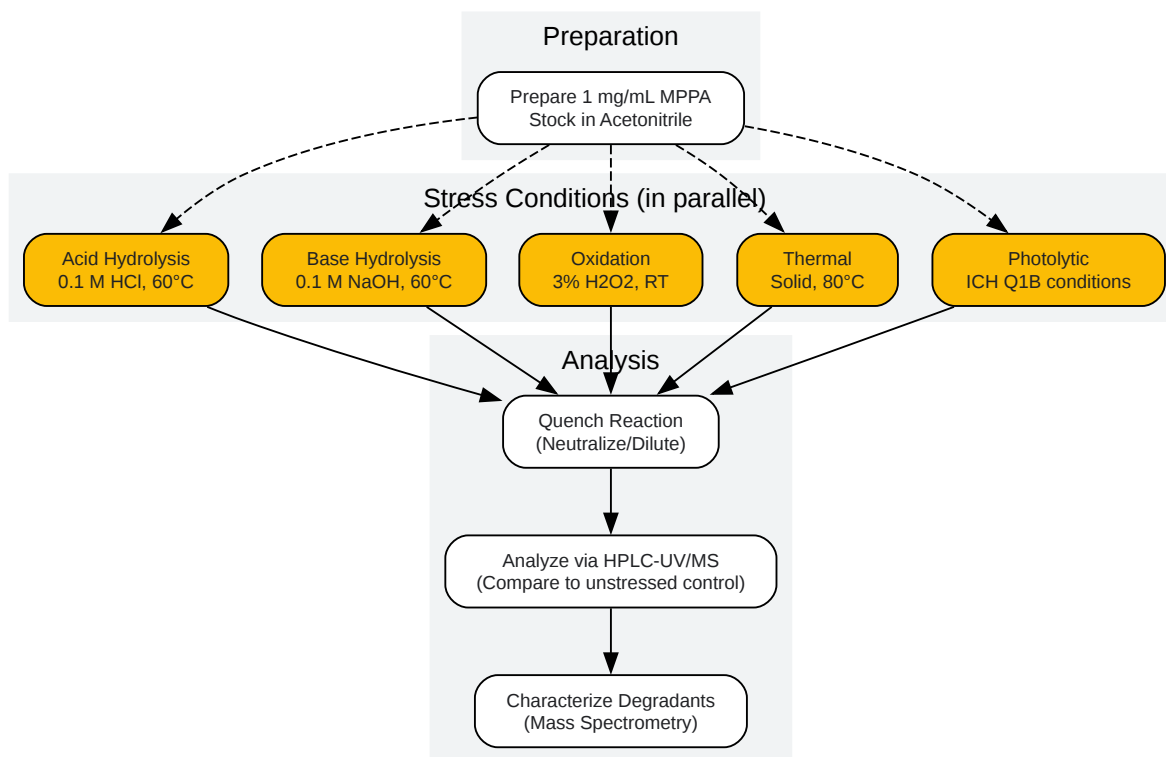 Preparation
Prepare 1 mg/mL MPPA
Stock in Acetonitrile
Stress Conditions (in parallel)
Acid Hydrolysis
0.1 M HCl, 60°C
Base Hydrolysis
0.1 M NaOH, 60°C
Oxidation
3% H2O2, RT
Thermal
Solid, 80°C
Photolytic
ICH Q1B conditions
Analysis
Quench Reaction
(Neutralize/Dilute)
Analyze via HPLC-UV/MS
(Compare to unstressed control)
Characterize Degradants
(Mass Spectrometry)